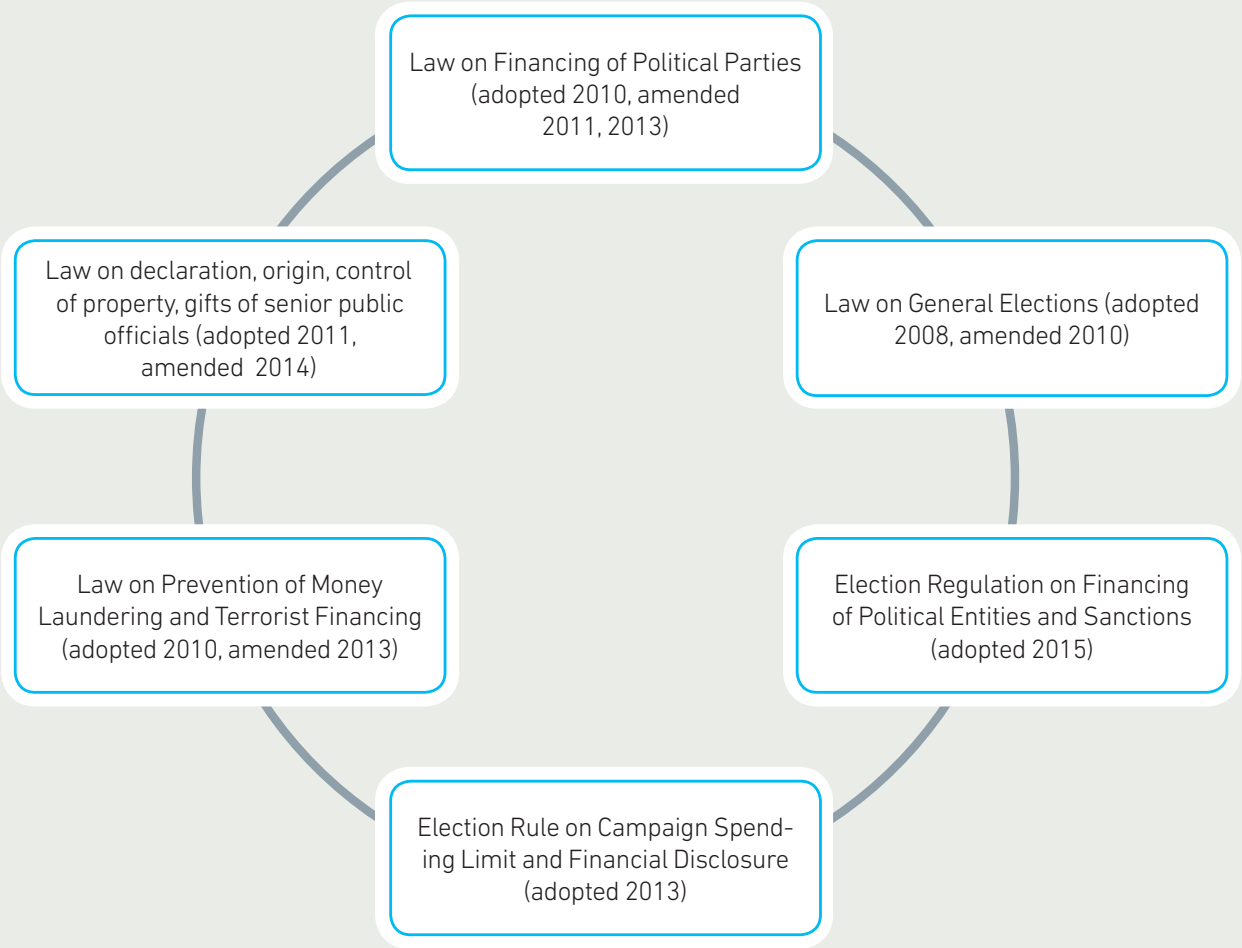 Law on Financing of Political Parties
(adopted 2010, amended
2011, 2013)
Law on declaration, origin, control
of property, gifts of senior public
officials (adopted 2011,
amended  2014)
Law on General Elections (adopted
2008, amended 2010)
Law on Prevention of Money
Laundering and Terrorist Financing
(adopted 2010, amended 2013)
Election Regulation on Financing
of Political Entities and Sanctions
(adopted 2015)
Election Rule on Campaign Spend-
ing Limit and Financial Disclosure
(adopted 2013)